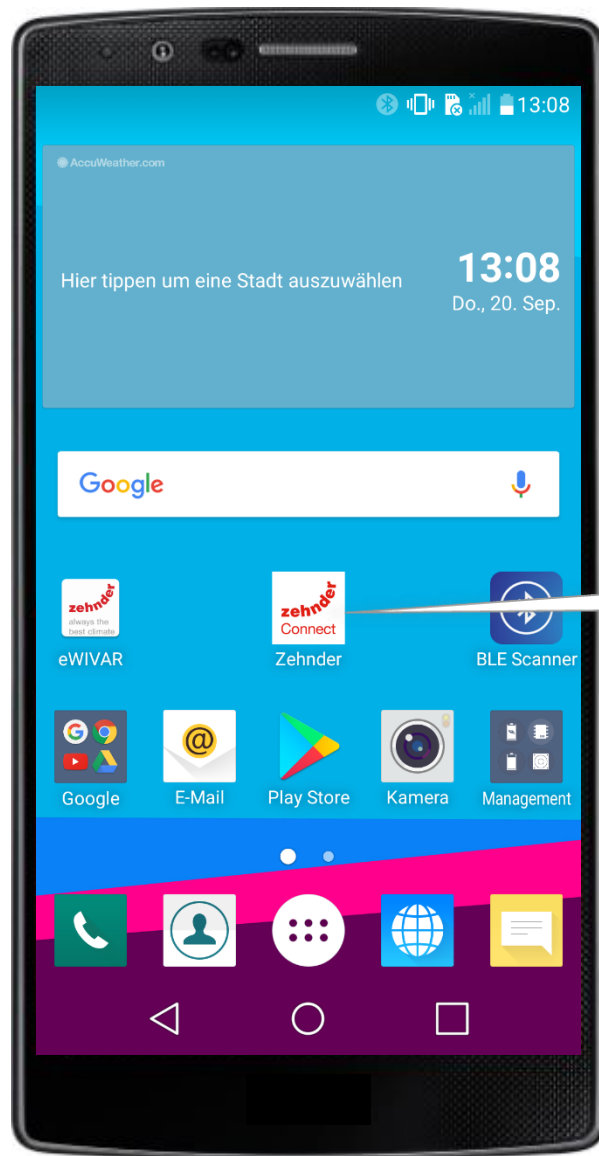 13:08
AccuWeather.com
13:08
Hier tippen um eine Stadt auszuwählen
Do., 20. Sep.
Google
zehnder
always the
best climate
zehnder
Connect
eWIVAR
Zehnder
BLE Scanner
@
Google
E-Mail
Play Store
Kamera
Management